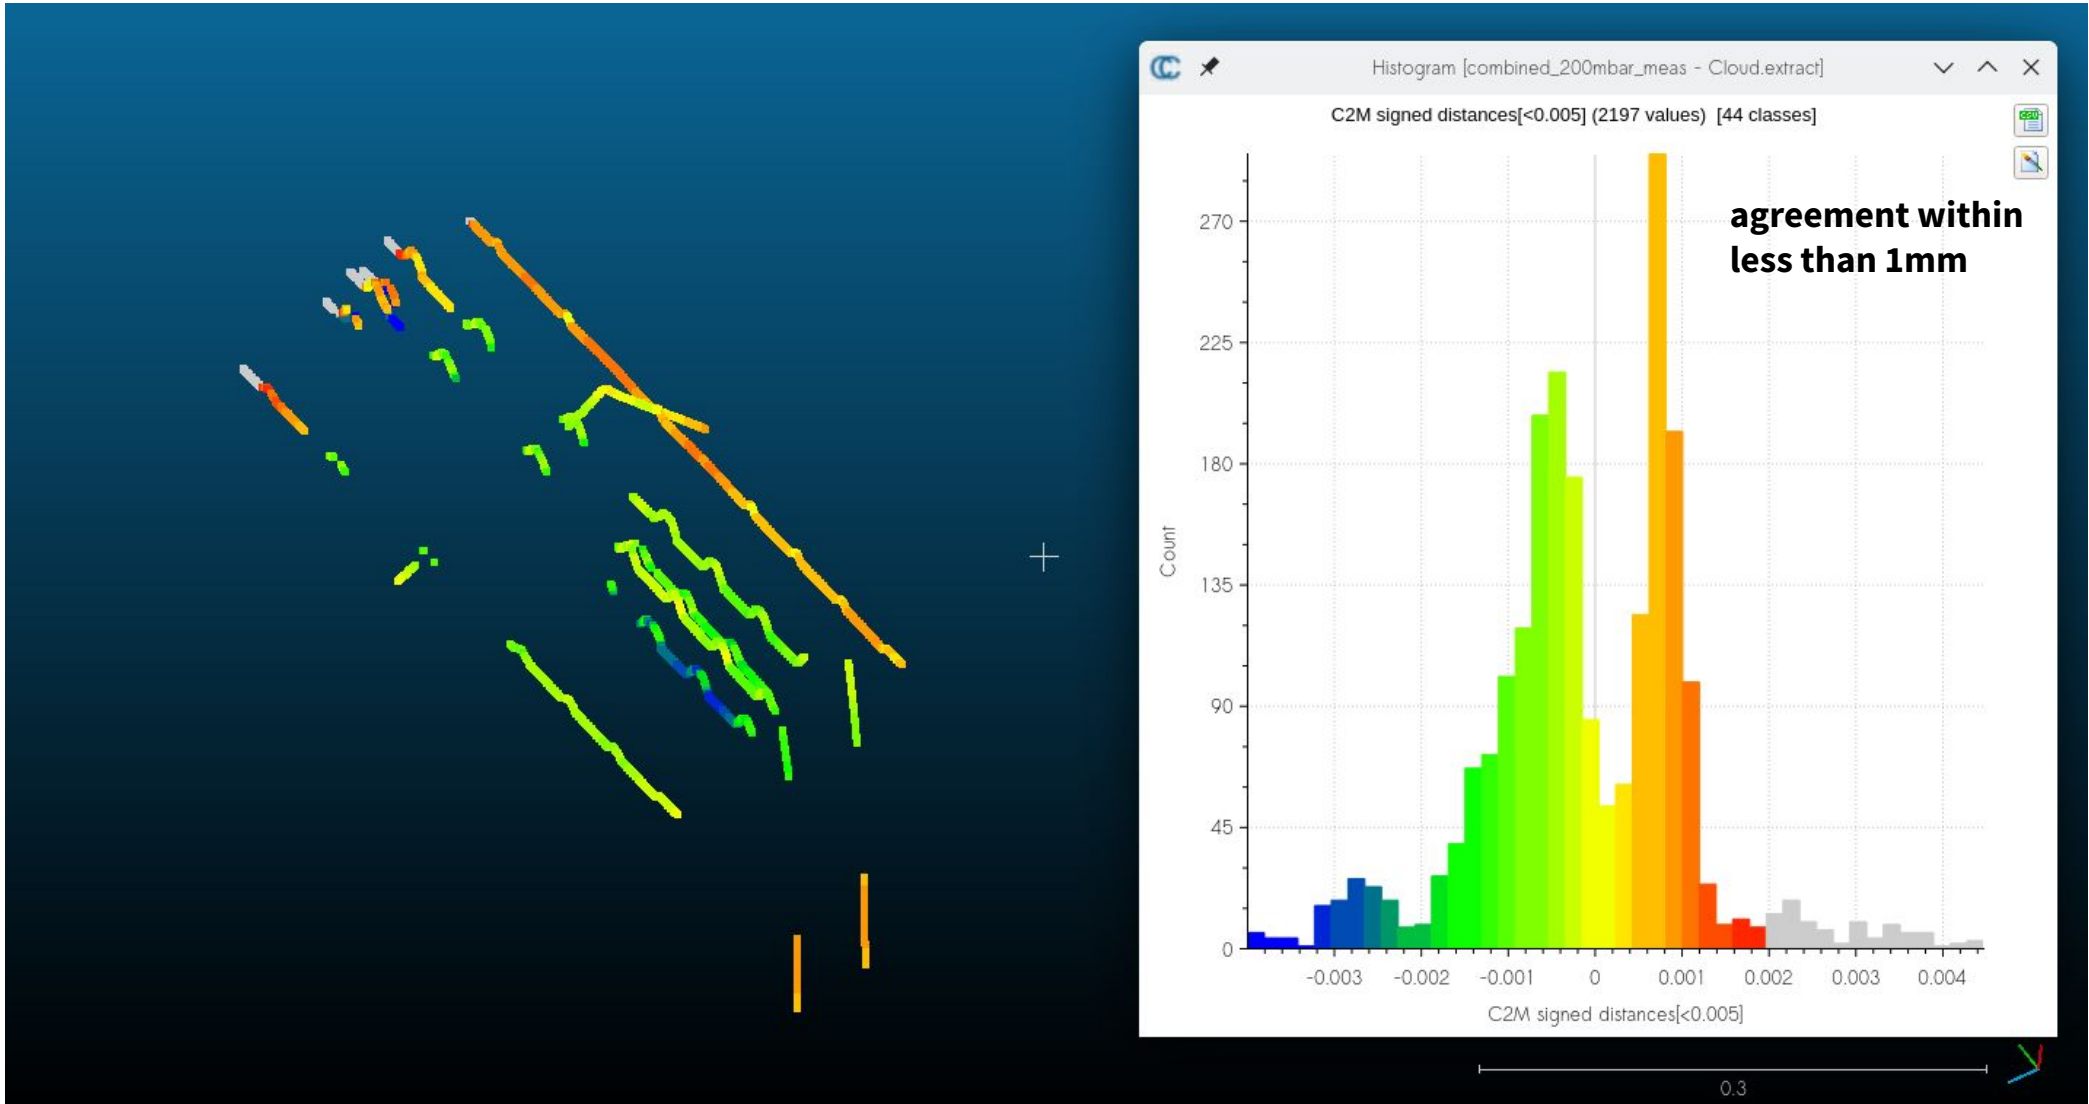 Histogram [combined_200mbar_meas - Cloud.extract]
C2M signed distances[<0.005] (2197 values) [44 classes]
agreement within
less than 1mm
270
225
180
135
90
45
0
Count
-0.003 -0.002 -0.001 0 0.001 0.002 0.003 0.004
C2M signed distances[<0.005]
0.3